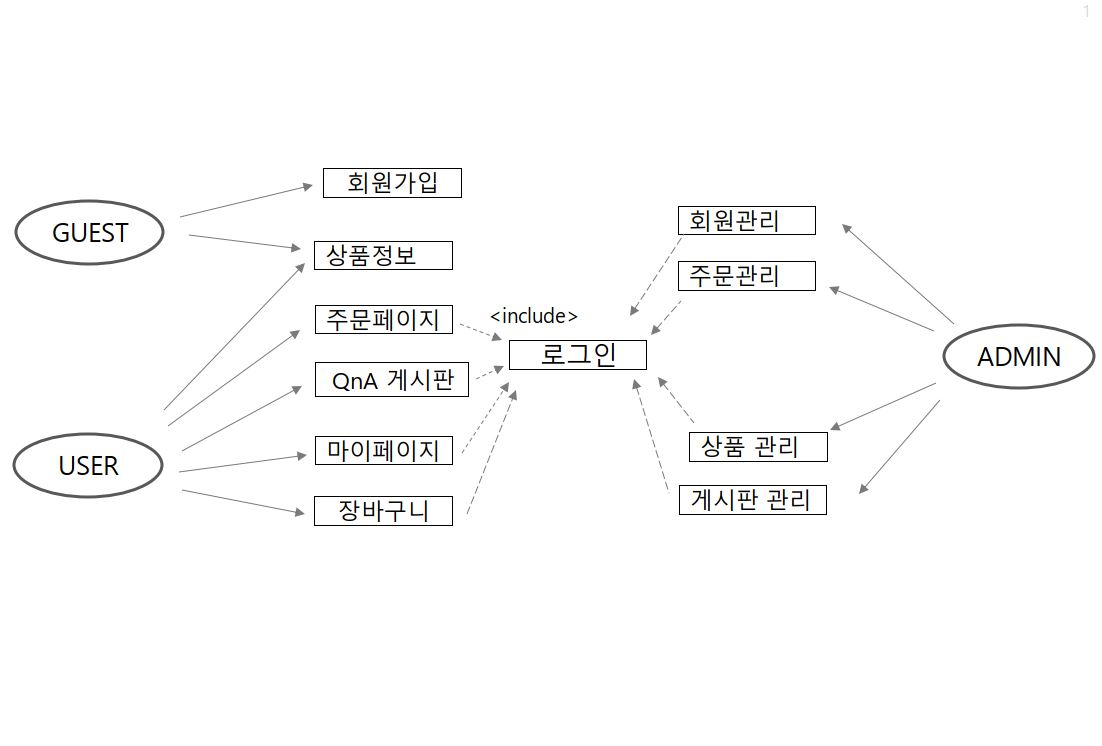 1
GUEST
회원가입
상품정보
주문페이지
QnA 게시판
USER
마이페이지
장바구니
<include>
로그인
회원관리
주문관리
ADMIN
상품 관리
게시판 관리